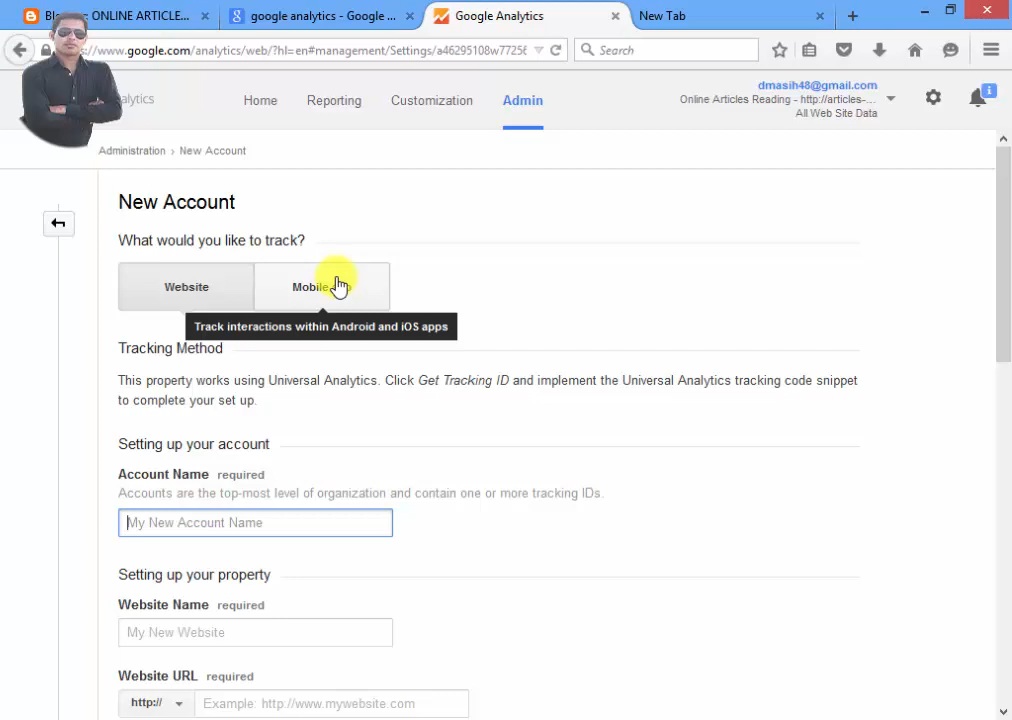 ONLINE ARTICLE...
google analytics - Google ...
Google Analytics
New Tab
www.google.com/analytics/web/?hl=en#management/Settings/a46295108w7725
Search
Home
Reporting
Customization
Admin
dmasih48@gmail.com
Online Articles Reading - http://articles-...
All Web Site Data
i
Administration › New Account
New Account
What would you like to track?
Website
Track interactions within Android and iOS apps
Tracking Method
This property works using Universal Analytics. Click Get Tracking ID and implement the Universal Analytics tracking code snippet
to complete your set up.
Setting up your account
Account Name required
Accounts are the top-most level of organization and contain one or more tracking IDs.
My New Account Name
Setting up your property
Website Name required
My New Website
Website URL required
http://
Example: http://www.mywebsite.com